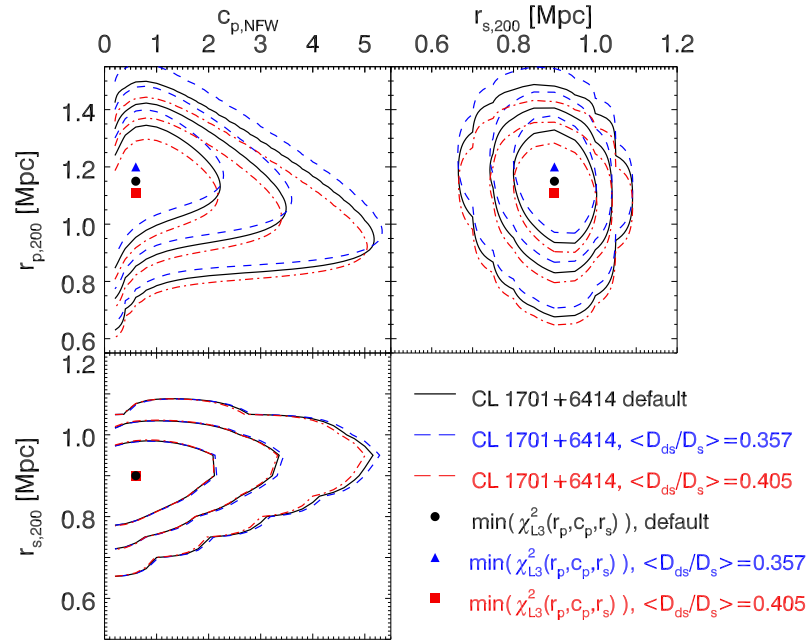 c_p,NFW
r_s,200 [Mpc]
0 1 2 3 4 5
0.6 0.8 1.0 1.2
r_p,200 [Mpc]
1.4
1.2
1.0
0.8
0.6
r_s,200 [Mpc]
1.2
1.0
0.8
0.6
CL 1701+6414 default
CL 1701+6414, <D_ds/D_s>=0.357
CL 1701+6414, <D_ds/D_s>=0.405
min(χ²_L3(r_p,c_p,r_s)), default
min(χ²_L3(r_p,c_p,r_s)), <D_ds/D_s>=0.357
min(χ²_L3(r_p,c_p,r_s)), <D_ds/D_s>=0.405